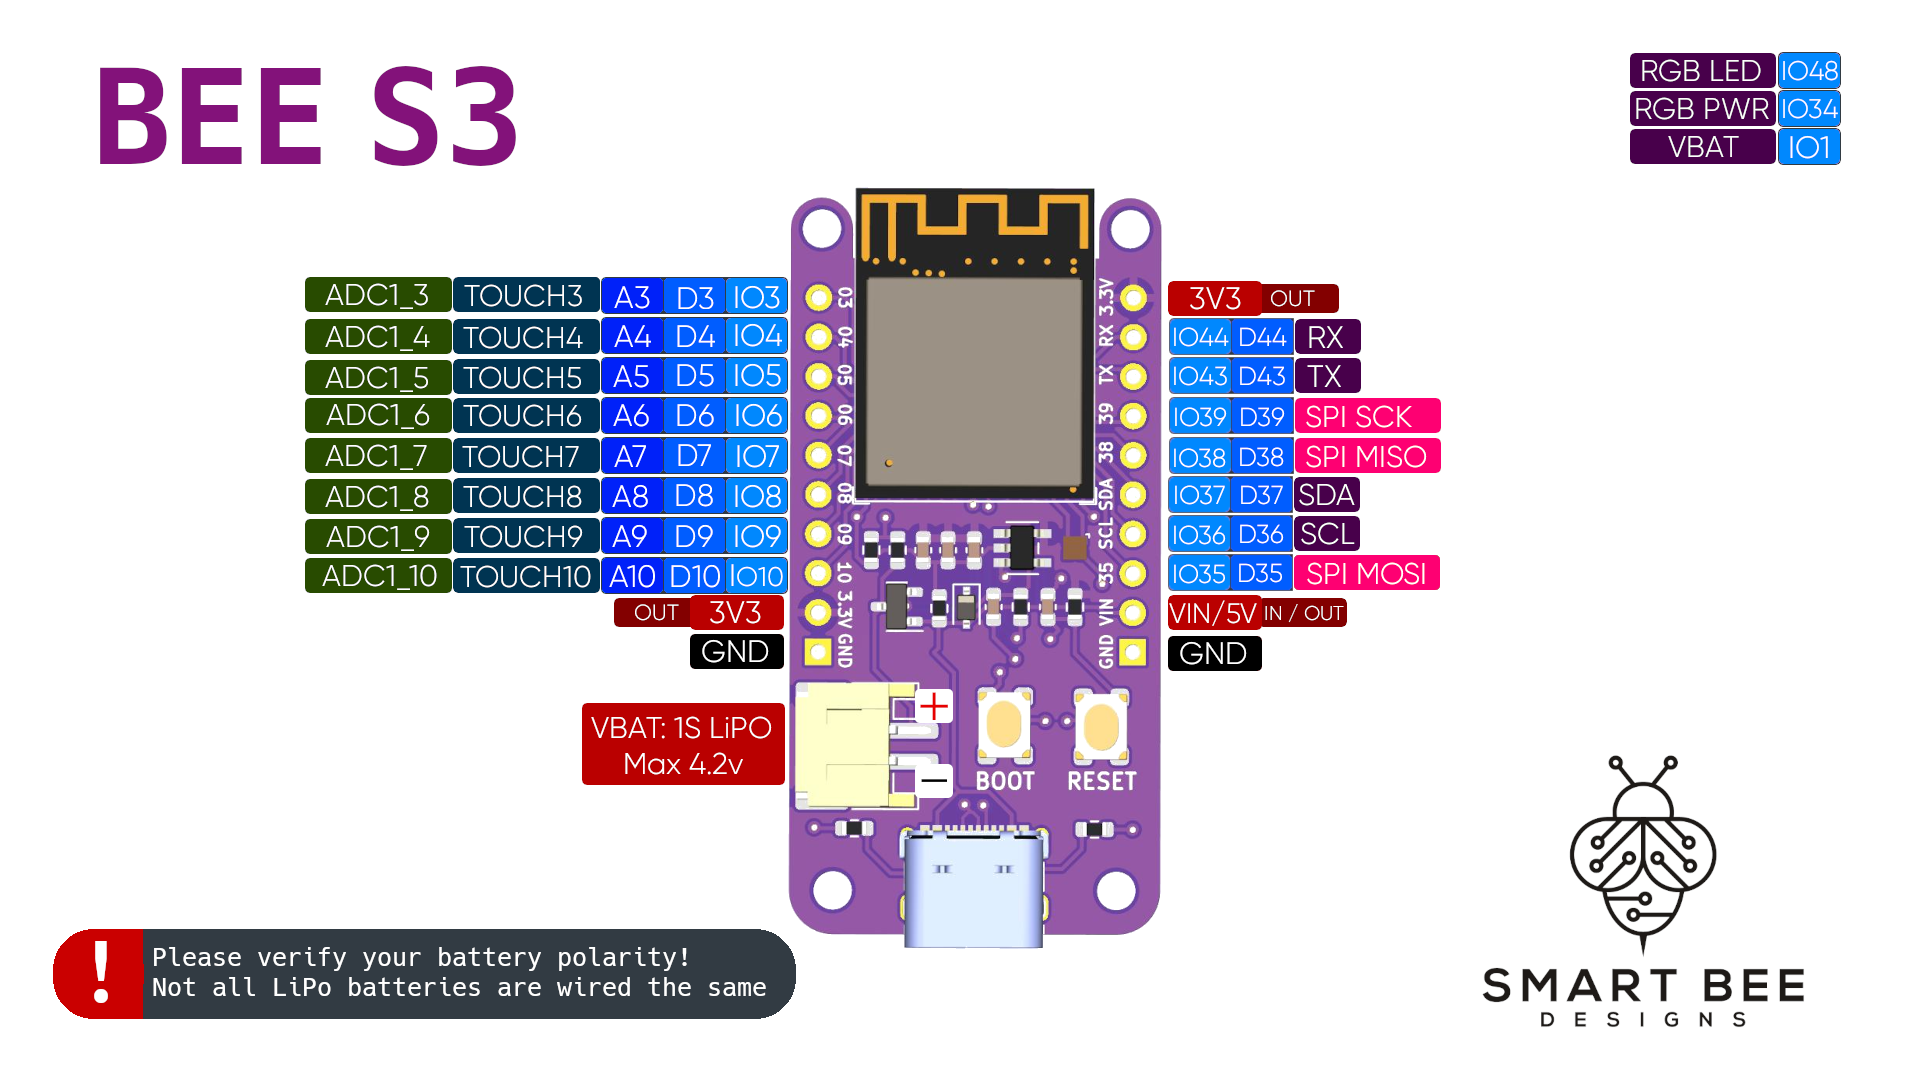 BEE S3
RGB LED IO48
RGB PWR IO34
VBAT IO1
ADC1_3 TOUCH3 A3 D3 IO3
ADC1_4 TOUCH4 A4 D4 IO4
ADC1_5 TOUCH5 A5 D5 IO5
ADC1_6 TOUCH6 A6 D6 IO6
ADC1_7 TOUCH7 A7 D7 IO7
ADC1_8 TOUCH8 A8 D8 IO8
ADC1_9 TOUCH9 A9 D9 IO9
ADC1_10 TOUCH10 A10 D10 IO10
OUT 3V3
GND
03
04
05
06
07
08
09
10
3.3V
GND
3.3V
RX
TX
39
38
SDA
SCL
35
VIN
GND
3V3 OUT
IO44 D44 RX
IO43 D43 TX
IO39 D39 SPI SCK
IO38 D38 SPI MISO
IO37 D37 SDA
IO36 D36 SCL
IO35 D35 SPI MOSI
VIN/5V IN / OUT
GND
VBAT: 1S LiPO
Max 4.2v
+
−
BOOT RESET
! Please verify your battery polarity!
Not all LiPo batteries are wired the same
SMART BEE
DESIGNS